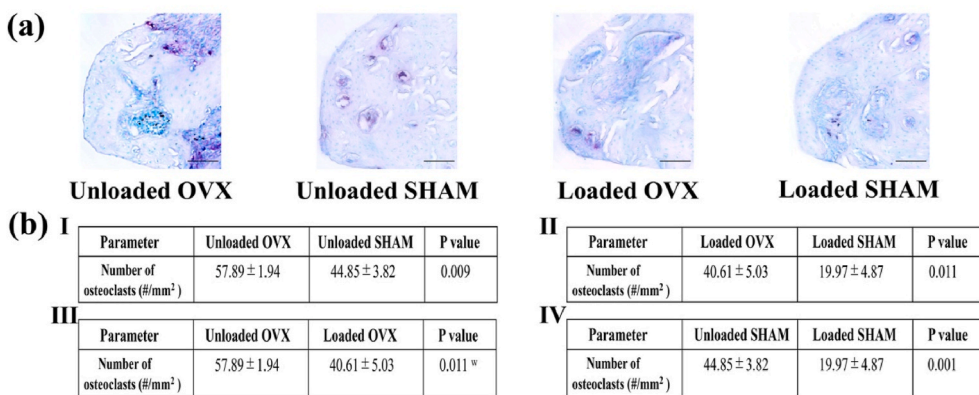 (a)
Unloaded OVX Unloaded SHAM Loaded OVX Loaded SHAM
(b)
I
Parameter Unloaded OVX Unloaded SHAM P value
Number of osteoclasts (#/mm²) 57.89 ± 1.94 44.85 ± 3.82 0.009
II
Parameter Loaded OVX Loaded SHAM P value
Number of osteoclasts (#/mm²) 40.61 ± 5.03 19.97 ± 4.87 0.011
III
Parameter Unloaded OVX Loaded OVX P value
Number of osteoclasts (#/mm²) 57.89 ± 1.94 40.61 ± 5.03 0.011 ʷ
IV
Parameter Unloaded SHAM Loaded SHAM P value
Number of osteoclasts (#/mm²) 44.85 ± 3.82 19.97 ± 4.87 0.001